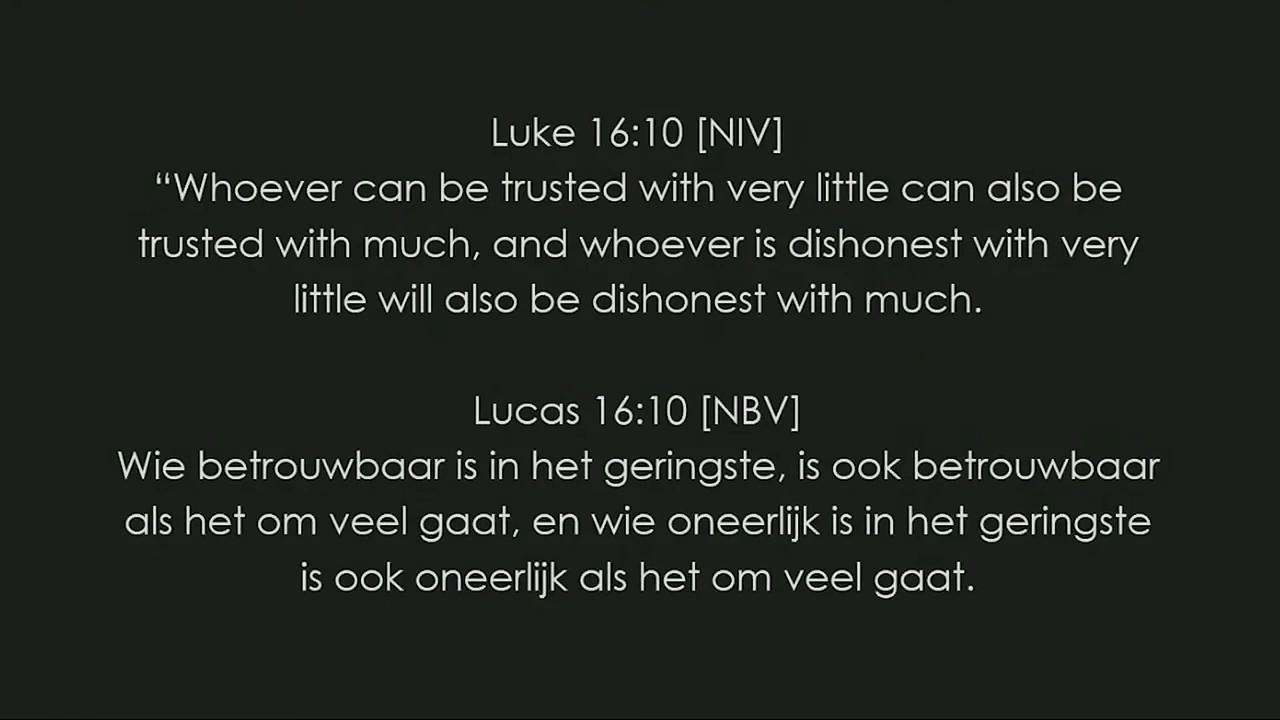 Luke 16:10 [NIV]
“Whoever can be trusted with very little can also be
trusted with much, and whoever is dishonest with very
little will also be dishonest with much.
Lucas 16:10 [NBV]
Wie betrouwbaar is in het geringste, is ook betrouwbaar
als het om veel gaat, en wie oneerlijk is in het geringste
is ook oneerlijk als het om veel gaat.